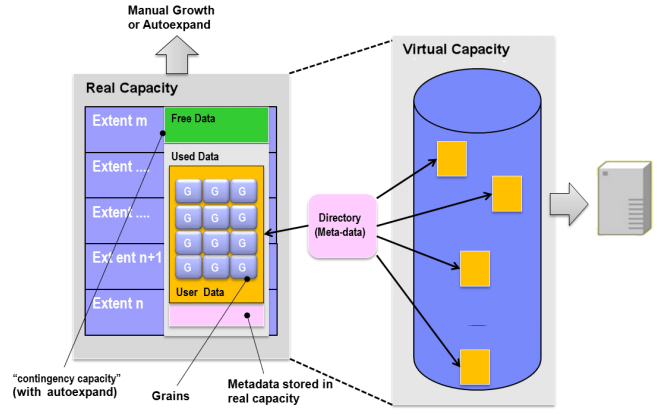 Manual Growth
or Autoexpand
Virtual Capacity
Real Capacity
Extent m
Free Data
Used Data
Extent ....
G G G
G G G
Extent ....
Directory
(Meta-data)
G G G
Ext ent n+1
G G G
User Data
Extent n
"contingency capacity"
(with autoexpand)
Grains
Metadata stored in
real capacity